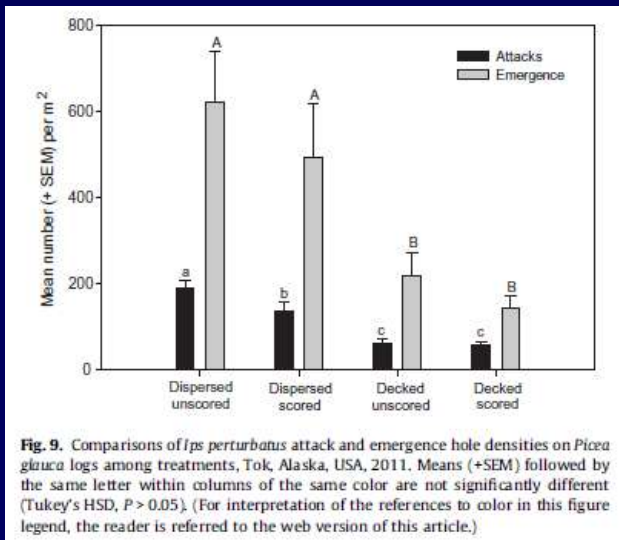 800
600
400
200
0
Mean number (+ SEM) per m²
Attacks
Emergence
A
a
A
b
B
c
B
c
Dispersed
unscored
Dispersed
scored
Decked
unscored
Decked
scored
Fig. 9. Comparisons of Ips perturbatus attack and emergence hole densities on Picea
glauca logs among treatments, Tok, Alaska, USA, 2011. Means (+SEM) followed by
the same letter within columns of the same color are not significantly different
(Tukey's HSD, P > 0.05). (For interpretation of the references to color in this figure
legend, the reader is referred to the web version of this article.)